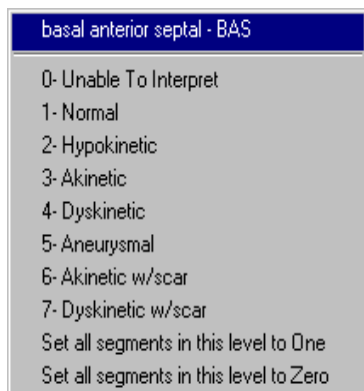 basal anterior septal - BAS
0- Unable To Interpret
1- Normal
2- Hypokinetic
3- Akinetic
4- Dyskinetic
5- Aneurysmal
6- Akinetic w/scar
7- Dyskinetic w/scar
Set all segments in this level to One
Set all segments in this level to Zero